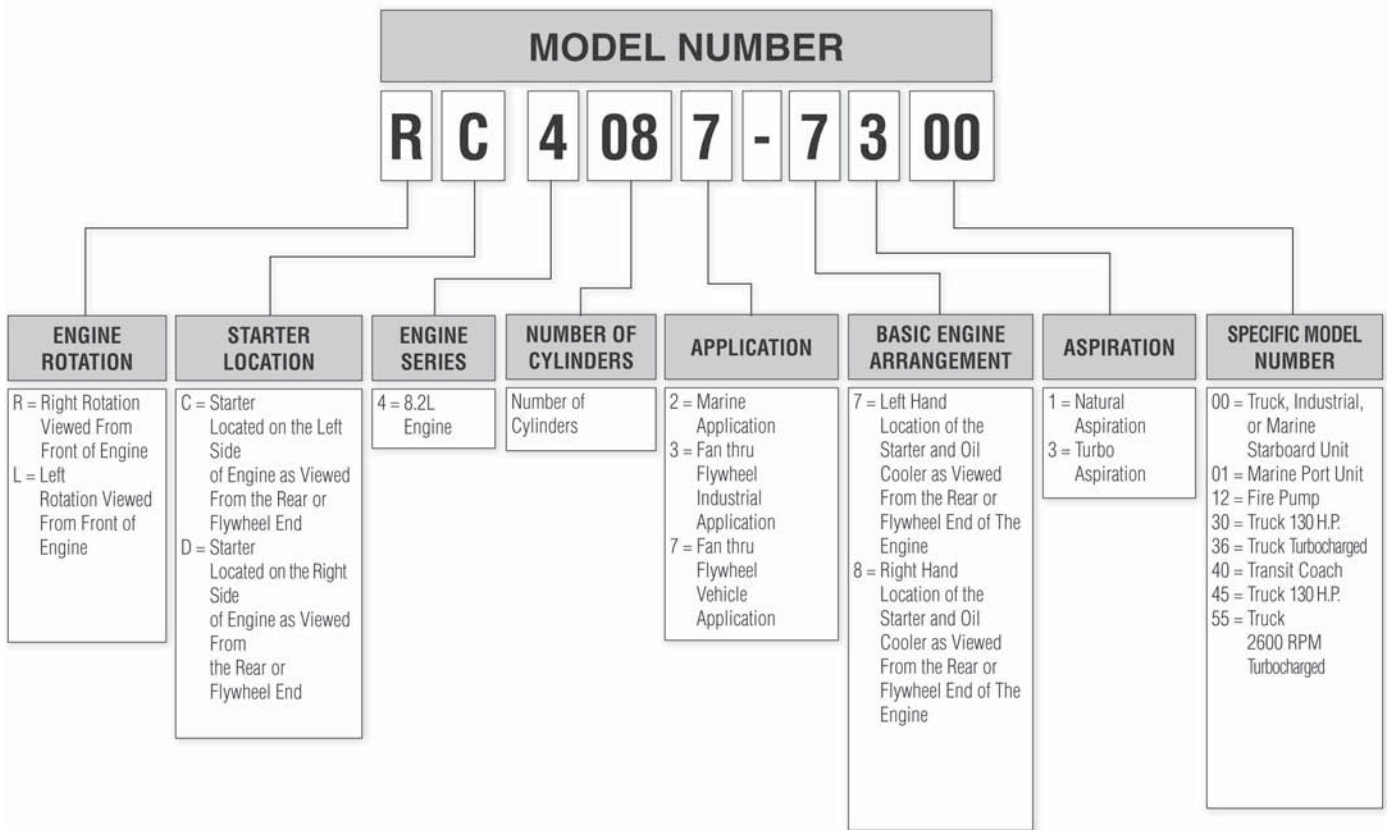 MODEL NUMBER
R C 4 08 7 - 7 3 00
ENGINE
ROTATION
R = Right Rotation
Viewed From
Front of Engine
L = Left
Rotation Viewed
From Front of
Engine
STARTER
LOCATION
C = Starter
Located on the Left
Side
of Engine as Viewed
From the Rear or
Flywheel End
D = Starter
Located on the Right
Side
of Engine as Viewed
From
the Rear or
Flywheel End
ENGINE
SERIES
4 = 8.2L
Engine
NUMBER OF
CYLINDERS
Number of
Cylinders
APPLICATION
2 = Marine
Application
3 = Fan thru
Flywheel
Industrial
Application
7 = Fan thru
Flywheel
Vehicle
Application
BASIC ENGINE
ARRANGEMENT
7 = Left Hand
Location of the
Starter and Oil
Cooler as Viewed
From the Rear or
Flywheel End of The
Engine
8 = Right Hand
Location of the
Starter and Oil
Cooler as Viewed
From the Rear or
Flywheel End of The
Engine
ASPIRATION
1 = Natural
Aspiration
3 = Turbo
Aspiration
SPECIFIC MODEL
NUMBER
00 = Truck, Industrial,
or Marine
Starboard Unit
01 = Marine Port Unit
12 = Fire Pump
30 = Truck 130 H.P.
36 = Truck Turbocharged
40 = Transit Coach
45 = Truck 130 H.P.
55 = Truck
2600 RPM
Turbocharged